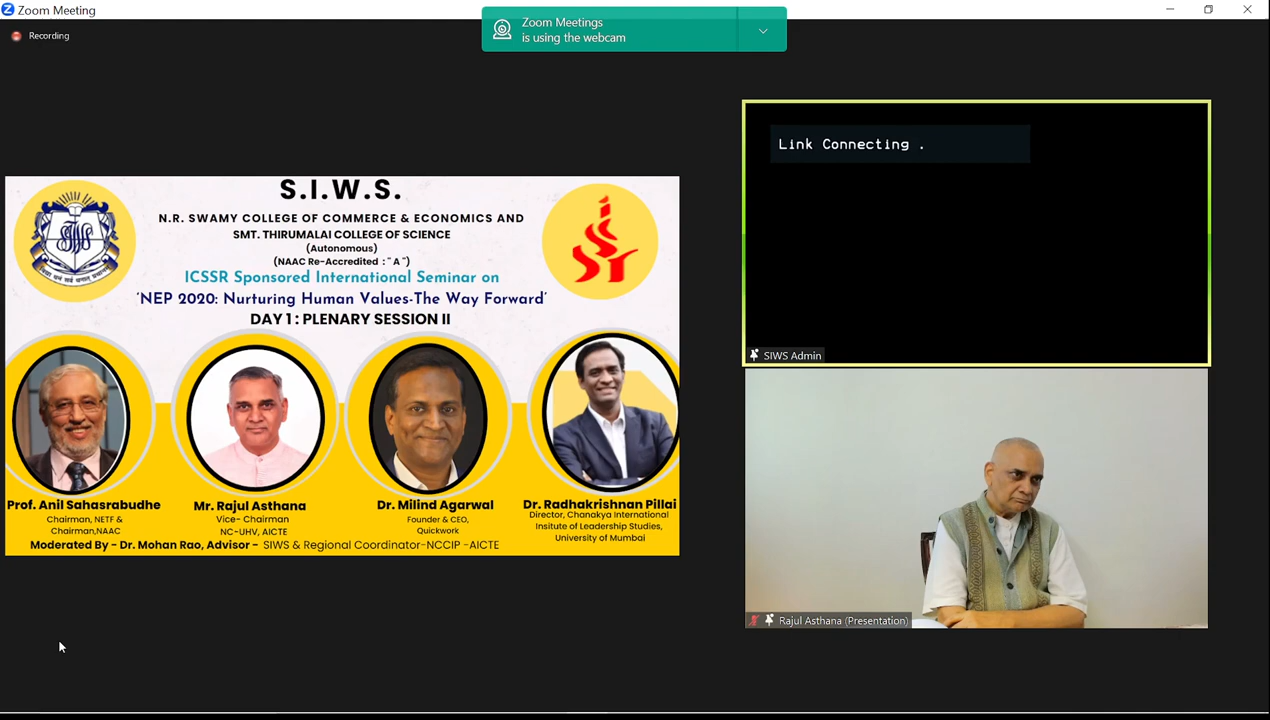 Zoom Meeting
Recording
Zoom Meetings
is using the webcam
S.I.W.S.
N.R. SWAMY COLLEGE OF COMMERCE & ECONOMICS AND
SMT. THIRUMALAI COLLEGE OF SCIENCE
(Autonomous)
(NAAC Re-Accredited : " A ")
ICSSR Sponsored International Seminar on
'NEP 2020: Nurturing Human Values-The Way Forward'
DAY 1 : PLENARY SESSION II
Prof. Anil Sahasrabudhe
Chairman, NETF &
Chairman,NAAC
Mr. Rajul Asthana
Vice- Chairman
NC-UHV, AICTE
Dr. Milind Agarwal
Founder & CEO,
Quickwork
Dr. Radhakrishnan Pillai
Director, Chanakya International
Insitute of Leadership Studies,
University of Mumbai
Moderated By - Dr. Mohan Rao, Advisor - SIWS & Regional Coordinator-NCCIP -AICTE
Link Connecting .
SIWS Admin
Rajul Asthana (Presentation)